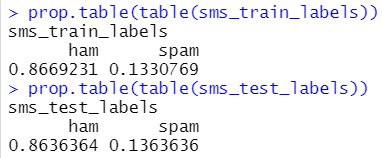 > prop.table(table(sms_train_labels))
sms_train_labels
ham spam
0.8669231 0.1330769
> prop.table(table(sms_test_labels))
sms_test_labels
ham spam
0.8636364 0.1363636